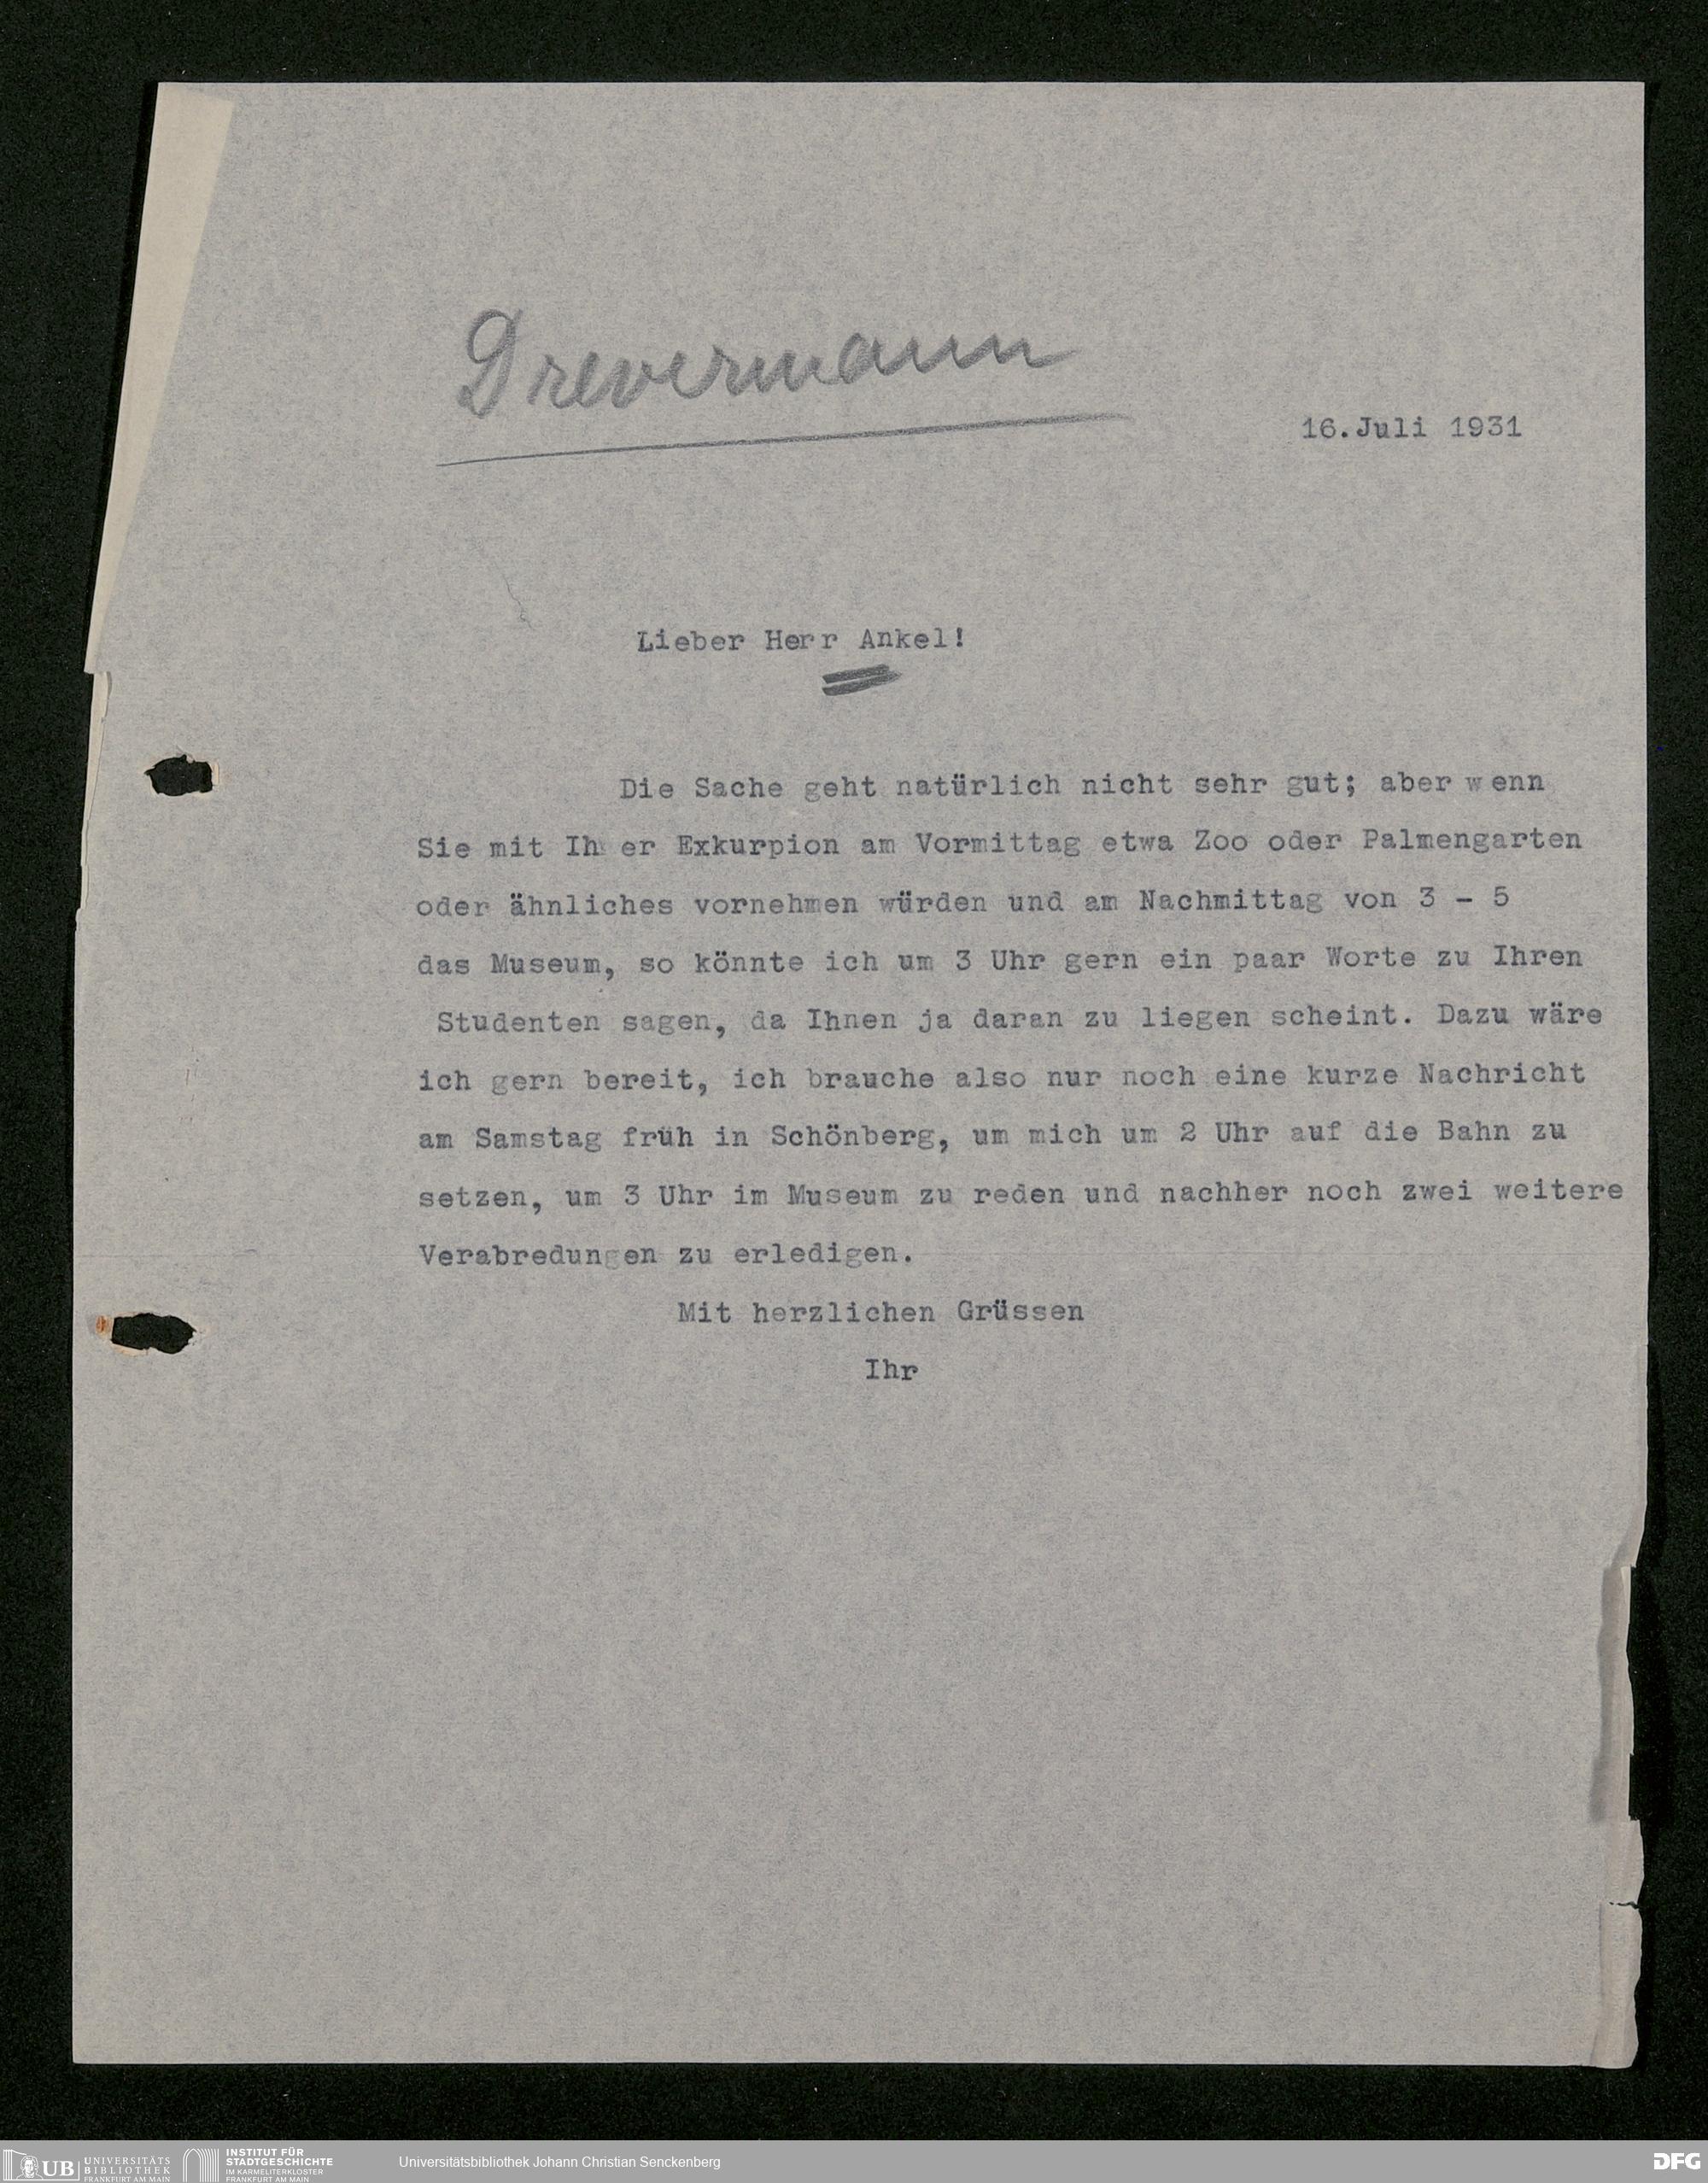 Drevermann
16.Juli 1931
Lieber Herr Ankel!
Die Sache geht natürlich nicht sehr gut; aber wenn
Sie mit Ih er Exkurpion am Vormittag etwa Zoo oder Palmengarten
oder ähnliches vornehmen würden und am Nachmittag von 3 - 5
das Museum, so könnte ich um 3 Uhr gern ein paar Worte zu Ihren
Studenten sagen, da Ihnen ja daran zu liegen scheint. Dazu wäre
ich gern bereit, ich brauche also nur noch eine kurze Nachricht
am Samstag früh in Schönberg, um mich um 2 Uhr auf die Bahn zu
setzen, um 3 Uhr im Museum zu reden und nachher noch zwei weitere
Verabredungen zu erledigen.
Mit herzlichen Grüssen
Ihr
UB UNIVERSITÄTS BIBLIOTHEK FRANKFURT AM MAIN
INSTITUT FÜR STADTGESCHICHTE IM KARMELITERKLOSTER FRANKFURT AM MAIN
Universitätsbibliothek Johann Christian Senckenberg
DFG